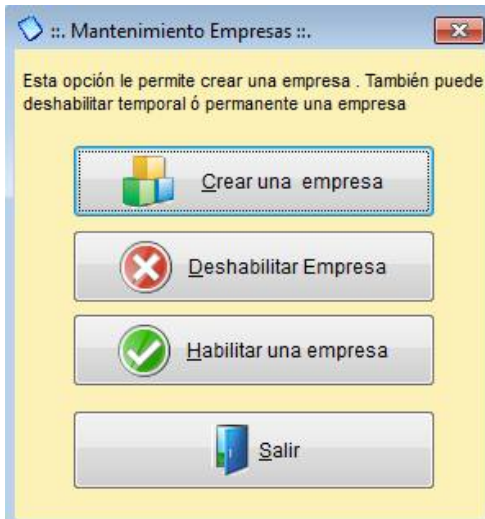 ::. Mantenimiento Empresas ::.
Esta opción le permite crear una empresa . También puede
deshabilitar temporal ó permanente una empresa
Crear una empresa
Deshabilitar Empresa
Habilitar una empresa
Salir